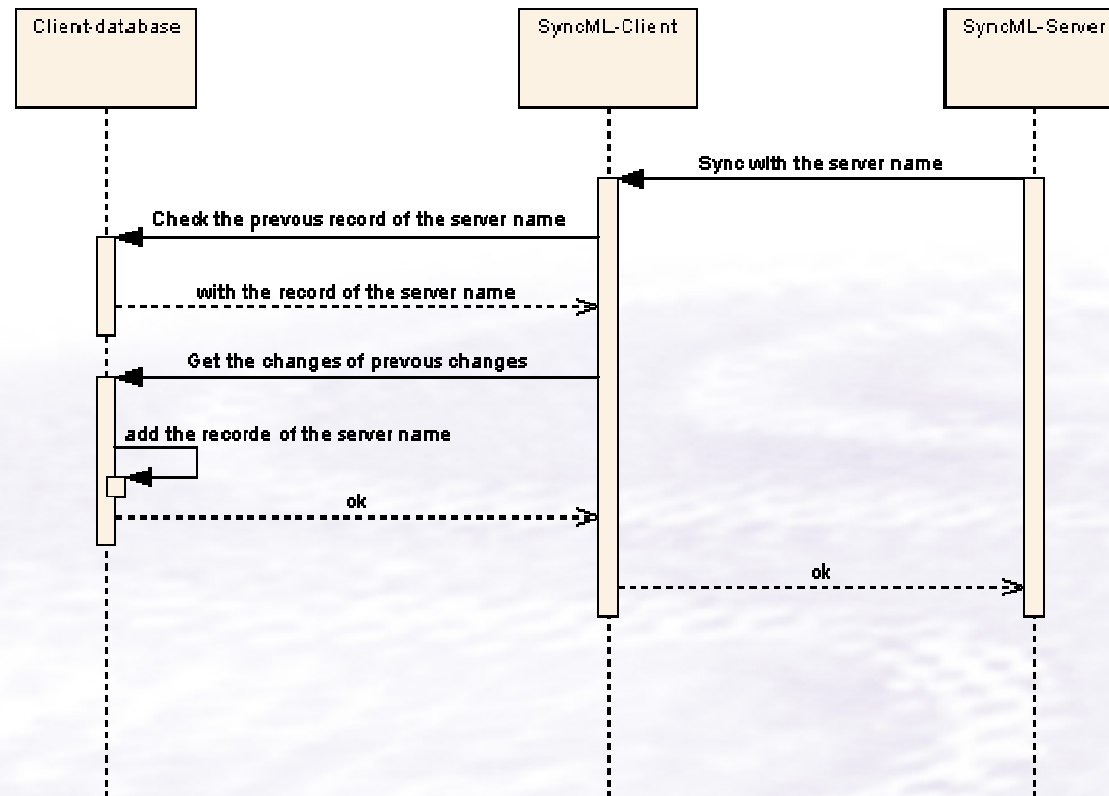 Client-database
SyncML-Client
SyncML-Server
Sync with the server name
Check the prevous record of the server name
with the record of the server name
Get the changes of prevous changes
add the recorde of the server name
ok
ok